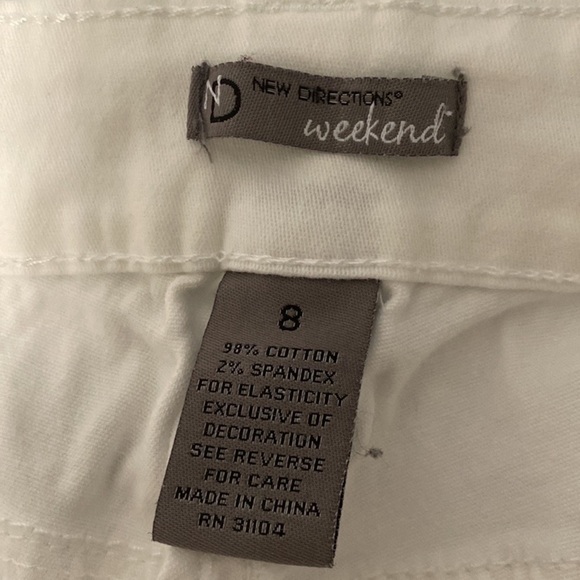 ND NEW DIRECTIONS®
weekend™
8
98% COTTON
2% SPANDEX
FOR ELASTICITY
EXCLUSIVE OF
DECORATION
SEE REVERSE
FOR CARE
MADE IN CHINA
RN 31104